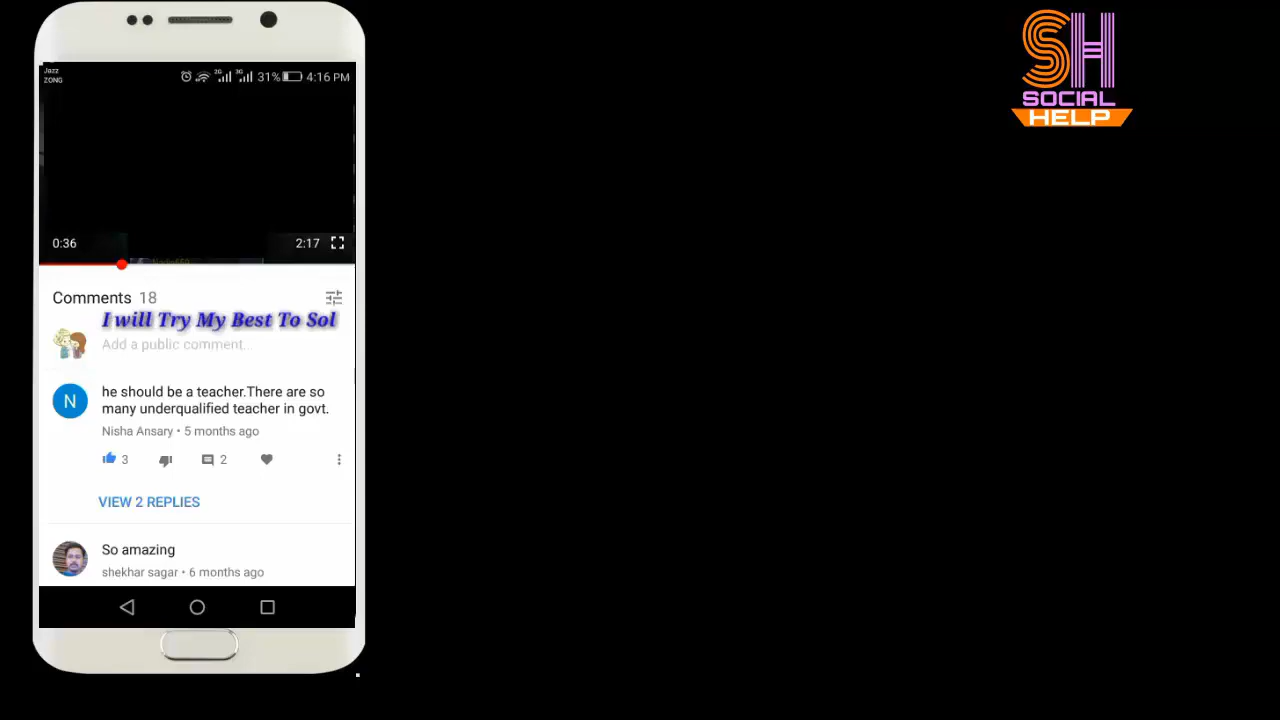 Jazz
ZONG
2G 3G 31% 4:16 PM
SH
SOCIAL
HELP
0:36 2:17
Comments 18
I will Try My Best To Sol
Add a public comment...
N
he should be a teacher.There are so
many underqualified teacher in govt.
Nisha Ansary • 5 months ago
3 2
VIEW 2 REPLIES
So amazing
shekhar sagar • 6 months ago